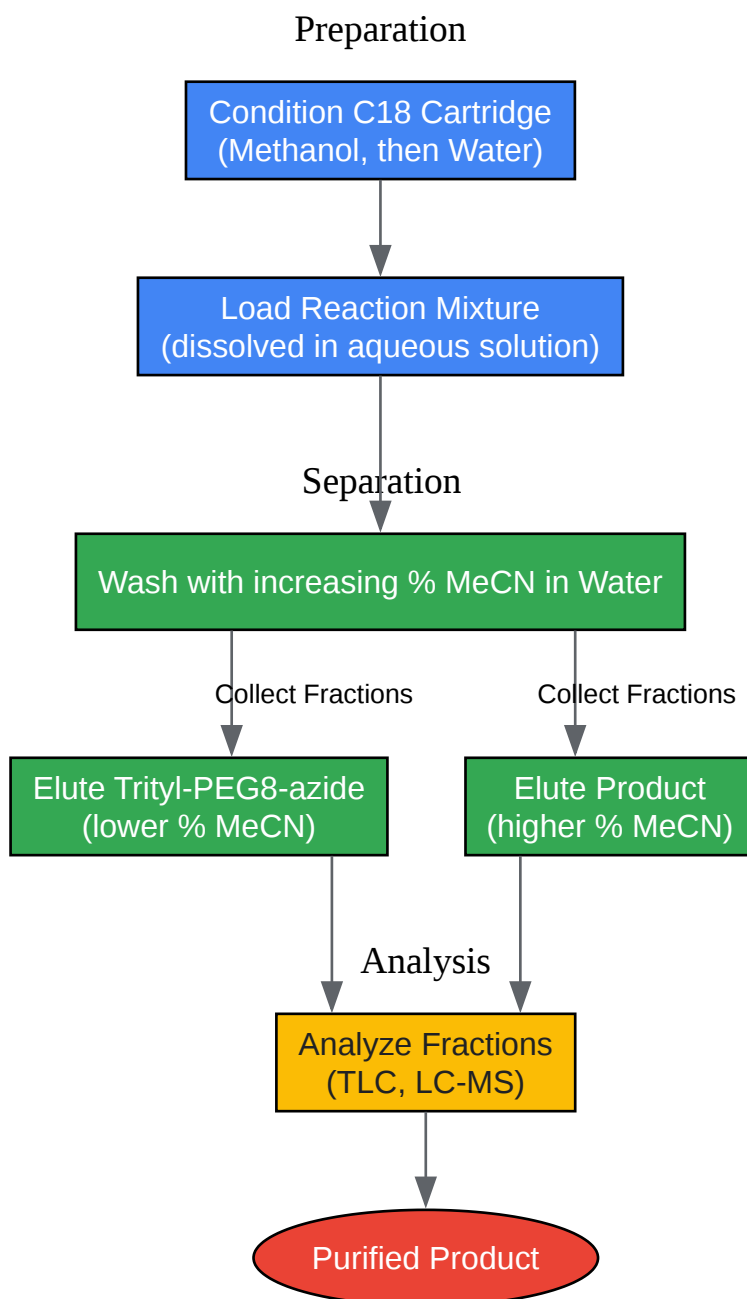 Preparation
Condition C18 Cartridge
(Methanol, then Water)
Load Reaction Mixture
(dissolved in aqueous solution)
Separation
Wash with increasing % MeCN in Water
Collect Fractions
Collect Fractions
Elute Trityl-PEG8-azide
(lower % MeCN)
Elute Product
(higher % MeCN)
Analysis
Analyze Fractions
(TLC, LC-MS)
Purified Product